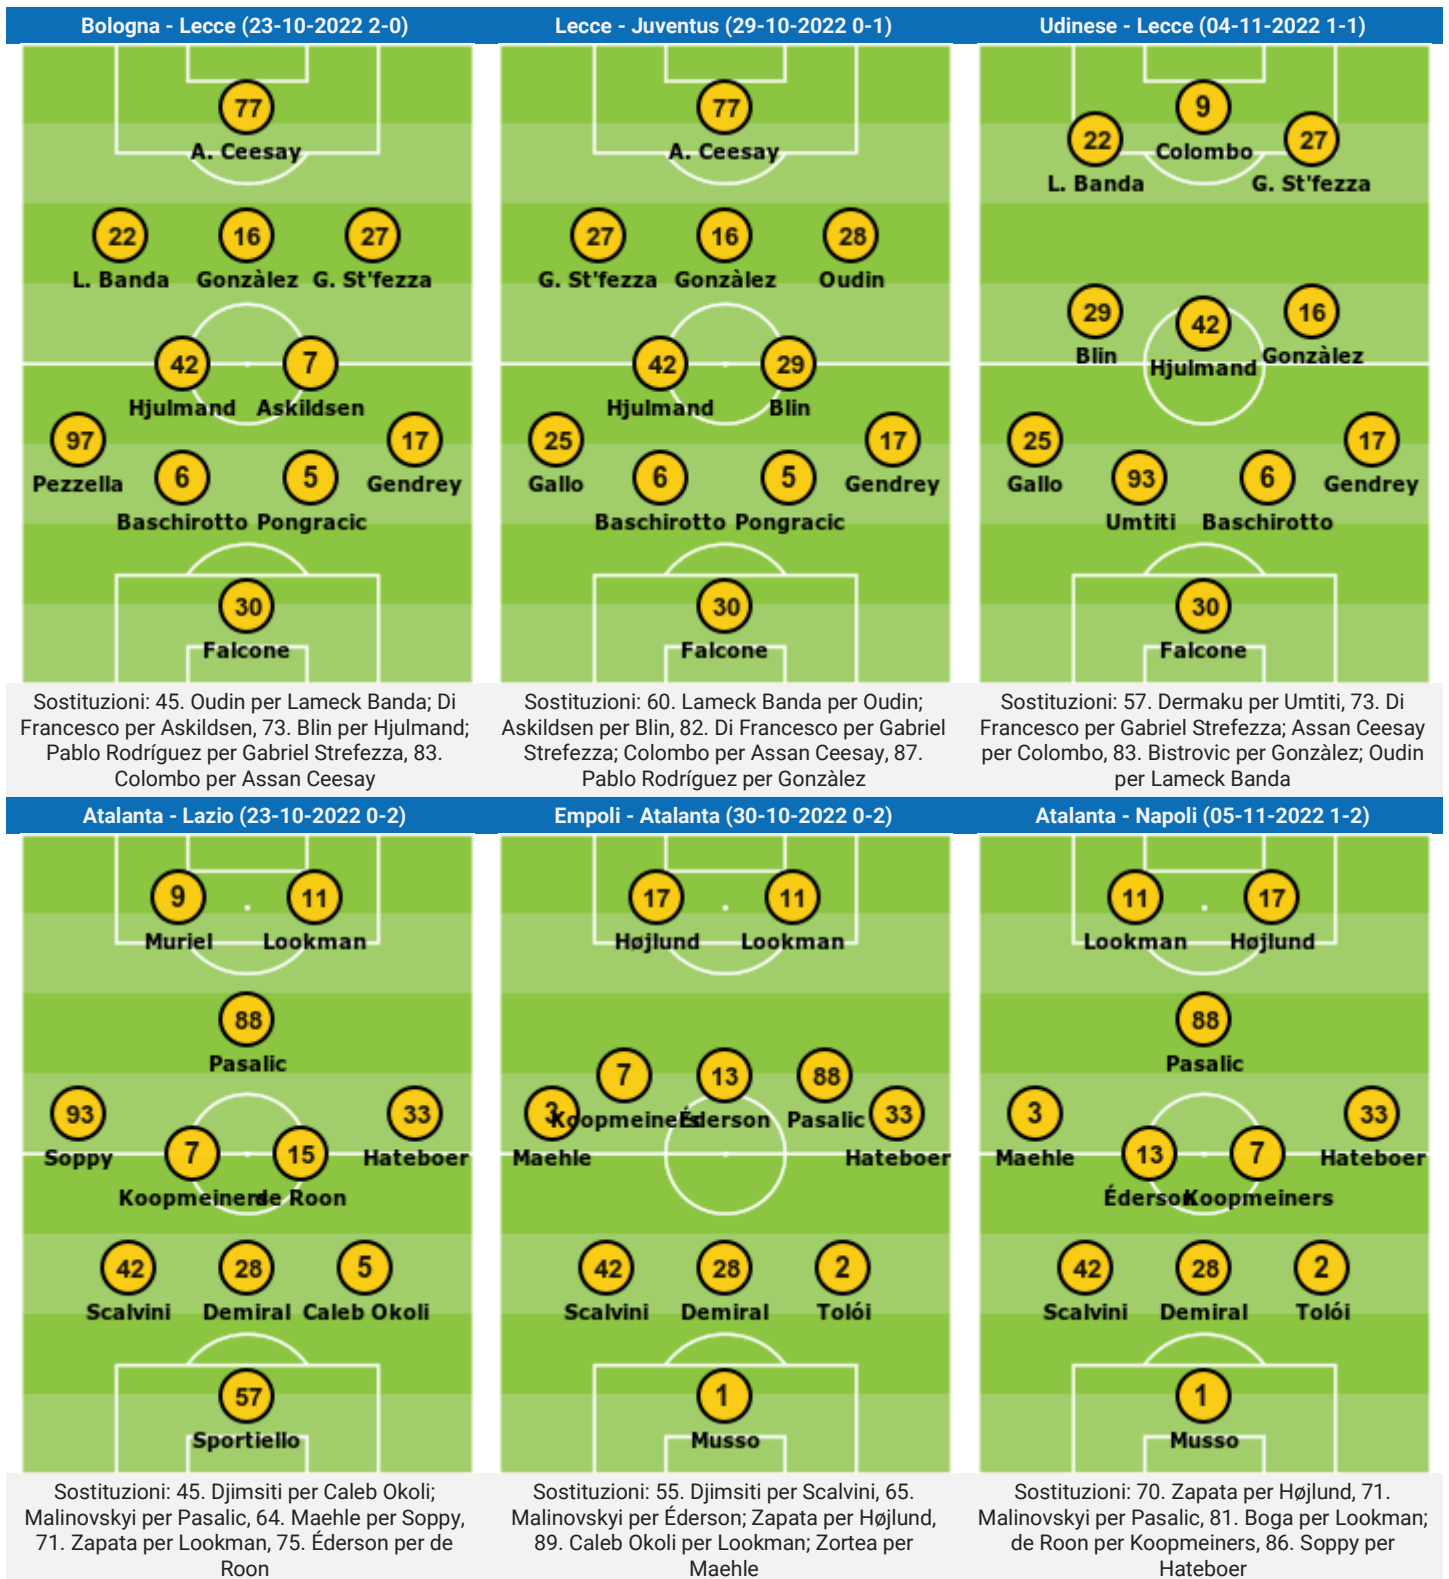 Bologna - Lecce (23-10-2022 2-0)
77
A. Ceesay
22 16 27
L. Banda Gonzàlez G. St'fezza
42 7
Hjulmand Askildsen
97 17
Pezzella Gendrey
6 5
Baschirotto Pongracic
30
Falcone
Sostituzioni: 45. Oudin per Lameck Banda; Di
Francesco per Askildsen, 73. Blin per Hjulmand;
Pablo Rodríguez per Gabriel Strefezza, 83.
Colombo per Assan Ceesay
Lecce - Juventus (29-10-2022 0-1)
77
A. Ceesay
27 16 28
G. St'fezza Gonzàlez Oudin
42 29
Hjulmand Blin
25 17
Gallo Gendrey
6 5
Baschirotto Pongracic
30
Falcone
Sostituzioni: 60. Lameck Banda per Oudin;
Askildsen per Blin, 82. Di Francesco per Gabriel
Strefezza; Colombo per Assan Ceesay, 87.
Pablo Rodríguez per Gonzàlez
Udinese - Lecce (04-11-2022 1-1)
9
Colombo
22 27
L. Banda G. St'fezza
29 42 16
Blin Hjulmand Gonzàlez
25 17
Gallo Gendrey
93 6
Umtiti Baschirotto
30
Falcone
Sostituzioni: 57. Dermaku per Umtiti, 73. Di
Francesco per Gabriel Strefezza; Assan Ceesay
per Colombo, 83. Bistrovic per Gonzàlez; Oudin
per Lameck Banda
Atalanta - Lazio (23-10-2022 0-2)
9 11
Muriel Lookman
88
Pasalic
93 33
Soppy Hateboer
7 15
Koopmeiners de Roon
42 28 5
Scalvini Demiral Caleb Okoli
57
Sportiello
Sostituzioni: 45. Djimsiti per Caleb Okoli;
Malinovskyi per Pasalic, 64. Maehle per Soppy,
71. Zapata per Lookman, 75. Éderson per de
Roon
Empoli - Atalanta (30-10-2022 0-2)
17 11
Højlund Lookman
7 13 88
Koopmeiners Éderson Pasalic
3 33
Maehle Hateboer
42 28 2
Scalvini Demiral Tolói
1
Musso
Sostituzioni: 55. Djimsiti per Scalvini, 65.
Malinovskyi per Éderson; Zapata per Højlund,
89. Caleb Okoli per Lookman; Zortea per
Maehle
Atalanta - Napoli (05-11-2022 1-2)
11 17
Lookman Højlund
88
Pasalic
3 33
Maehle Hateboer
13 7
Éderson Koopmeiners
42 28 2
Scalvini Demiral Tolói
1
Musso
Sostituzioni: 70. Zapata per Højlund, 71.
Malinovskyi per Pasalic, 81. Boga per Lookman;
de Roon per Koopmeiners, 86. Soppy per
Hateboer